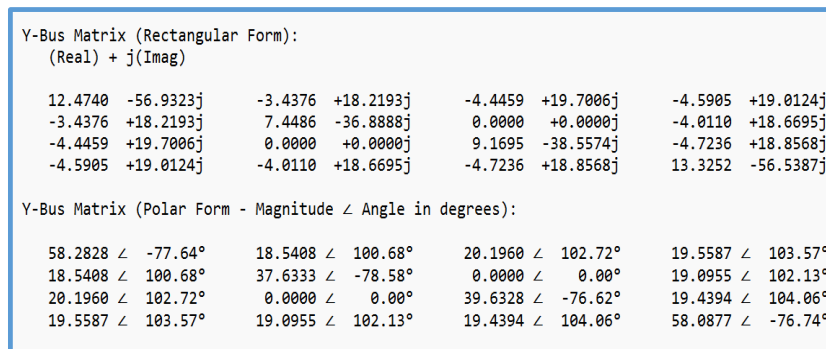 Y-Bus Matrix (Rectangular Form):
(Real) + j(Imag)
12.4740 -56.9323j -3.4376 +18.2193j -4.4459 +19.7006j -4.5905 +19.0124j
-3.4376 +18.2193j 7.4486 -36.8888j 0.0000 +0.0000j -4.0110 +18.6695j
-4.4459 +19.7006j 0.0000 +0.0000j 9.1695 -38.5574j -4.7236 +18.8568j
-4.5905 +19.0124j -4.0110 +18.6695j -4.7236 +18.8568j 13.3252 -56.5387j
Y-Bus Matrix (Polar Form - Magnitude ∠ Angle in degrees):
58.2828 ∠ -77.64° 18.5408 ∠ 100.68° 20.1960 ∠ 102.72° 19.5587 ∠ 103.57°
18.5408 ∠ 100.68° 37.6333 ∠ -78.58° 0.0000 ∠ 0.00° 19.0955 ∠ 102.13°
20.1960 ∠ 102.72° 0.0000 ∠ 0.00° 39.6328 ∠ -76.62° 19.4394 ∠ 104.06°
19.5587 ∠ 103.57° 19.0955 ∠ 102.13° 19.4394 ∠ 104.06° 58.0877 ∠ -76.74°